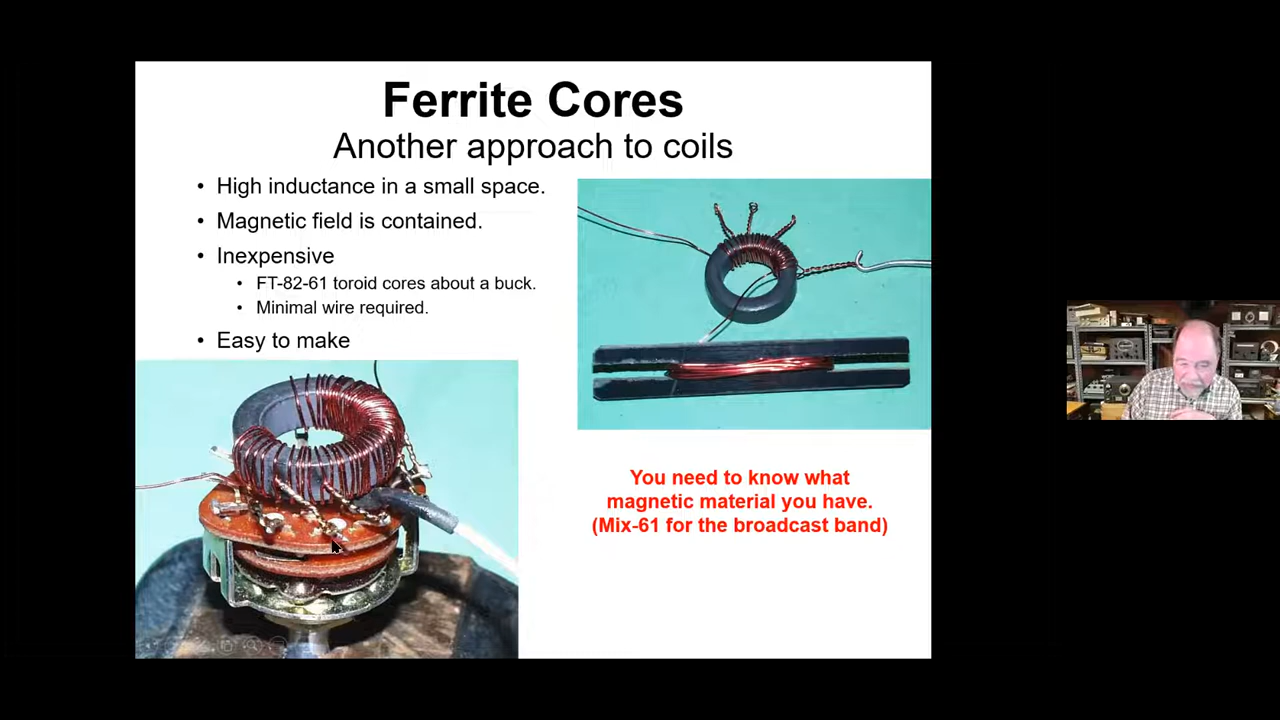 Ferrite Cores
Another approach to coils
• High inductance in a small space.
• Magnetic field is contained.
• Inexpensive
• FT-82-61 toroid cores about a buck.
• Minimal wire required.
• Easy to make
You need to know what
magnetic material you have.
(Mix-61 for the broadcast band)